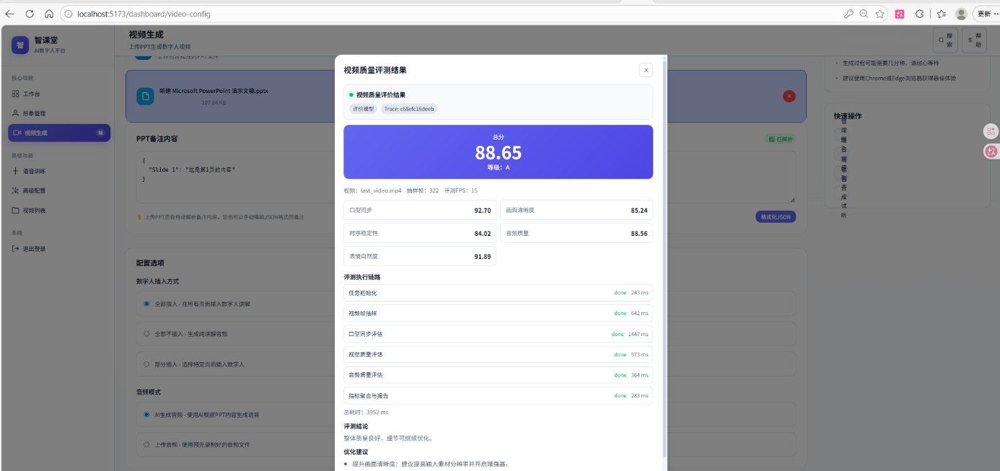 localhost:5173/dashboard/video-config
更新
智
智课堂
AI数字人平台
核心功能
工作台
形象管理
视频生成
高级功能
语音训练
高级配置
视频列表
系统
退出登录
视频生成
上传PPT生成数字人视频
搜索
帮助
新建 Microsoft PowerPoint 演示文稿.pptx
107.64 KB
PPT备注内容
已解析
{
"Slide 1": "这是第1页的内容"
}
上传PPT后会自动解析备注内容，您也可以手动编辑JSON格式的备注
格式化JSON
配置选项
数字人插入方式
全部插入 - 在所有页面插入数字人讲解
全部不插入 - 生成纯讲解音频
部分插入 - 选择特定页面插入数字人
音频模式
AI生成音频 - 使用AI根据PPT内容生成语音
上传音频 - 使用预先录制好的音频文件
视频质量评测结果
视频质量评价结果
评价模型
Trace: c68efc18deeb
总分
88.65
等级：A
视频：last_video.mp4 抽样帧：322 评测FPS：15
口型同步 92.70
画面清晰度 85.24
时序稳定性 84.02
音频质量 88.56
表情自然度 91.89
评测执行链路
任务初始化 done 243 ms
视频帧抽样 done 642 ms
口型同步评估 done 1447 ms
视觉质量评估 done 973 ms
音频质量评估 done 364 ms
指标聚合与报告 done 283 ms
总耗时：3952 ms
评测结论
整体质量良好，细节可继续优化。
优化建议
提升画面清晰度：建议提高输入素材分辨率并开启增强器。
生成过程可能需要几分钟，请耐心等待
建议使用Chrome或Edge浏览器获得最佳体验
快速操作
试听